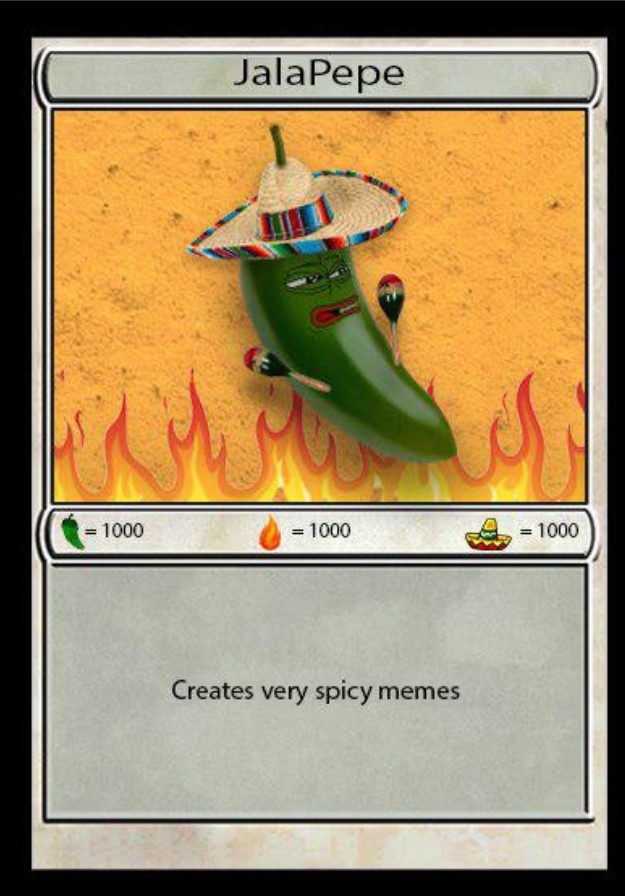 JalaPepe
= 1000 = 1000 = 1000
Creates very spicy memes